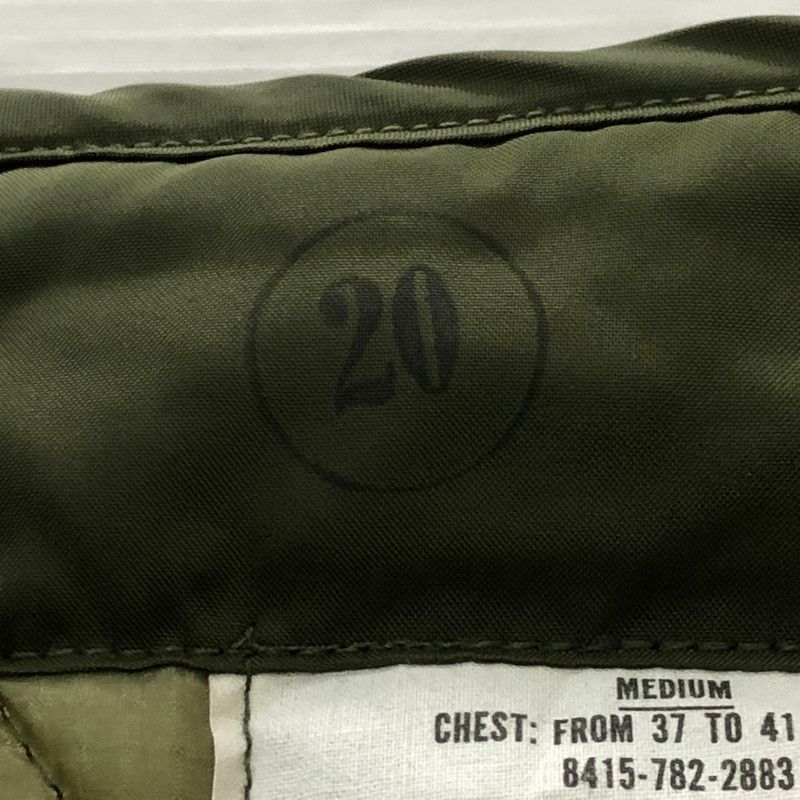 20
MEDIUM
CHEST: FROM 37 TO 41
8415-782-2883